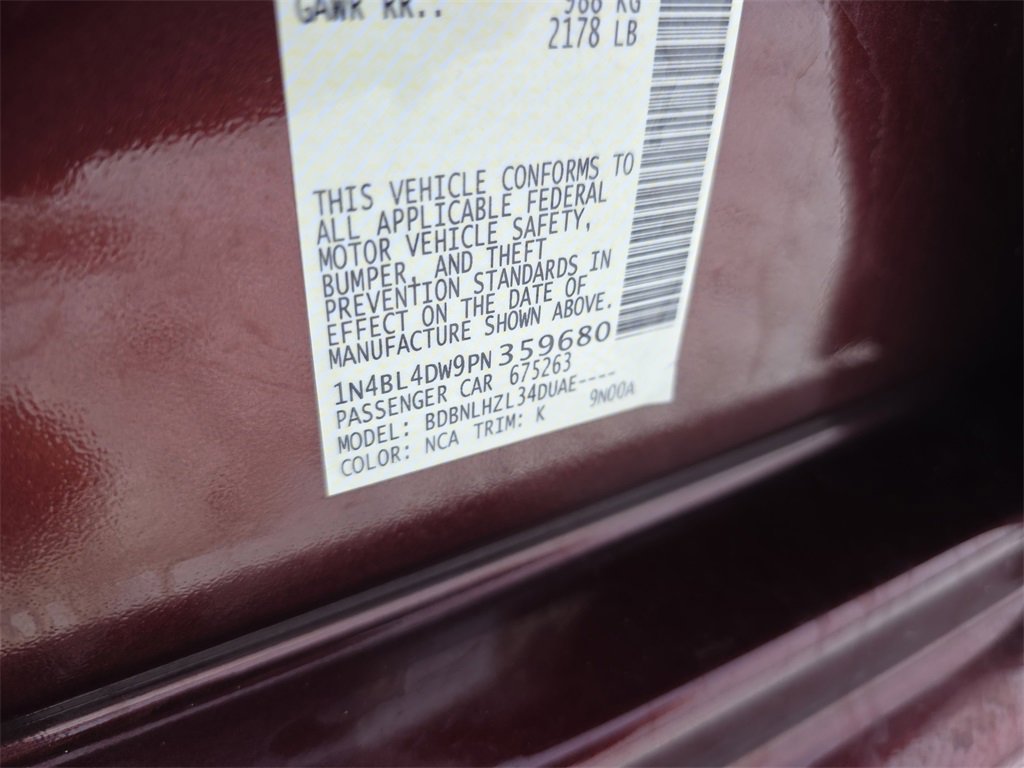 GAWR RR.. 988 KG
2178 LB
THIS VEHICLE CONFORMS TO
ALL APPLICABLE FEDERAL
MOTOR VEHICLE SAFETY,
BUMPER, AND THEFT
PREVENTION STANDARDS IN
EFFECT ON THE DATE OF
MANUFACTURE SHOWN ABOVE.
1N4BL4DW9PN359680
PASSENGER CAR 675263
MODEL: BDBNLHZL34DUAE----
COLOR: NCA TRIM: K 9N00A